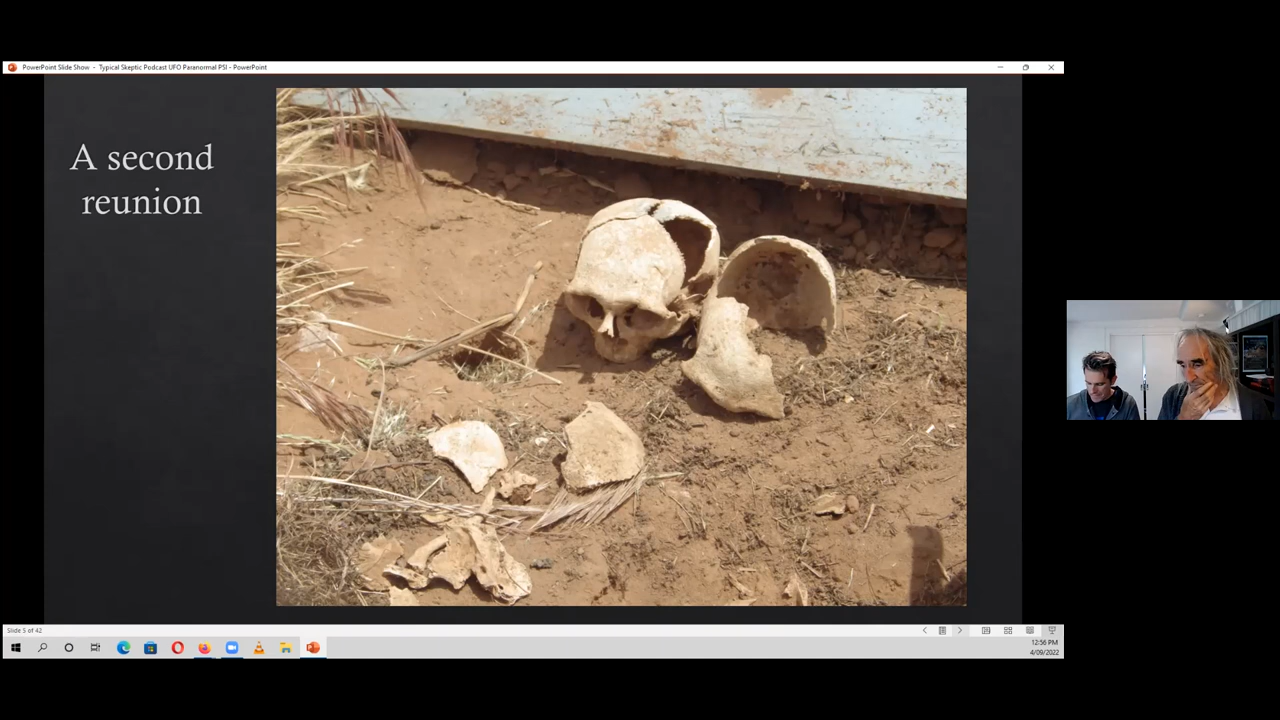 PowerPoint Slide Show - Typical Skeptic Podcast UFO Paranormal PSI - PowerPoint
A second
reunion
Slide 5 of 42
12:56 PM
4/09/2022